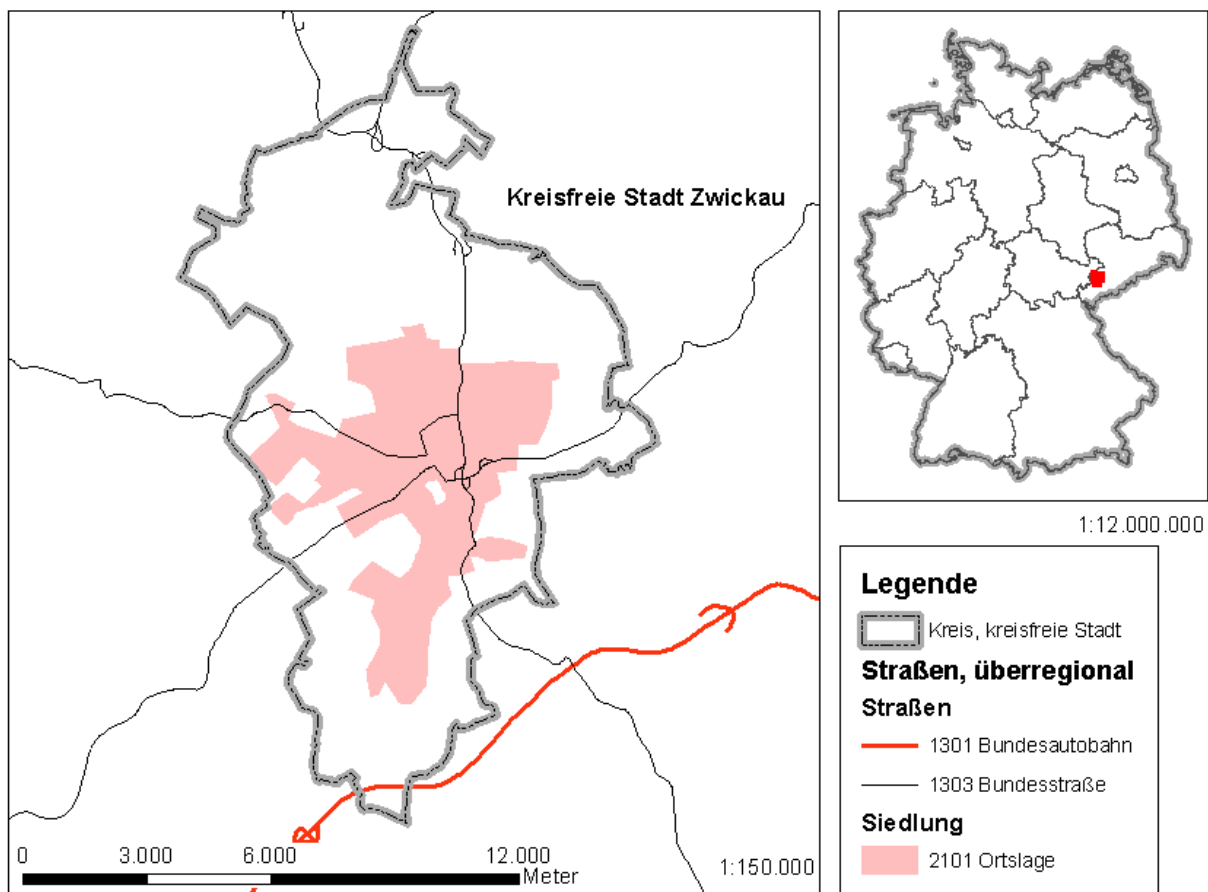 Kreisfreie Stadt Zwickau
0 3.000 6.000 12.000
Meter
1:150.000
1:12.000.000
Legende
Kreis, kreisfreie Stadt
Straßen, überregional
Straßen
1301 Bundesautobahn
1303 Bundesstraße
Siedlung
2101 Ortslage